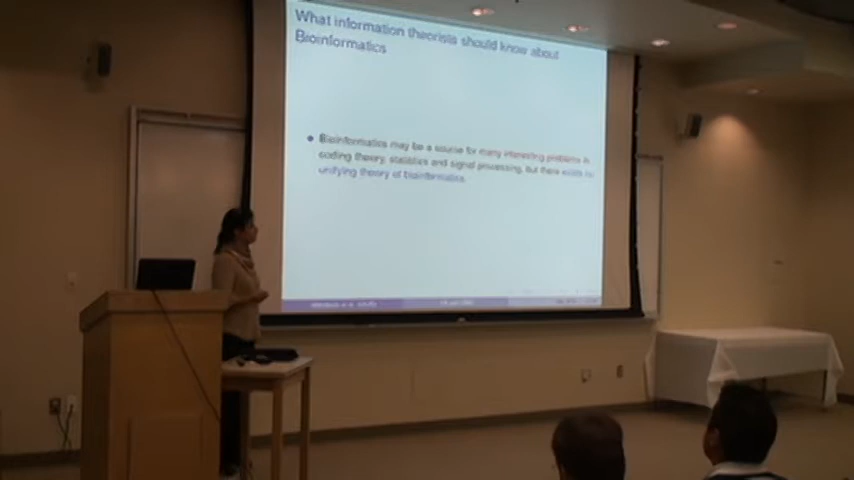 What information theorists should know about
Bioinformatics
Bioinformatics may be a source for many interesting problems in
coding theory, statistics and signal processing, but there exists no
unifying theory of bioinformatics.